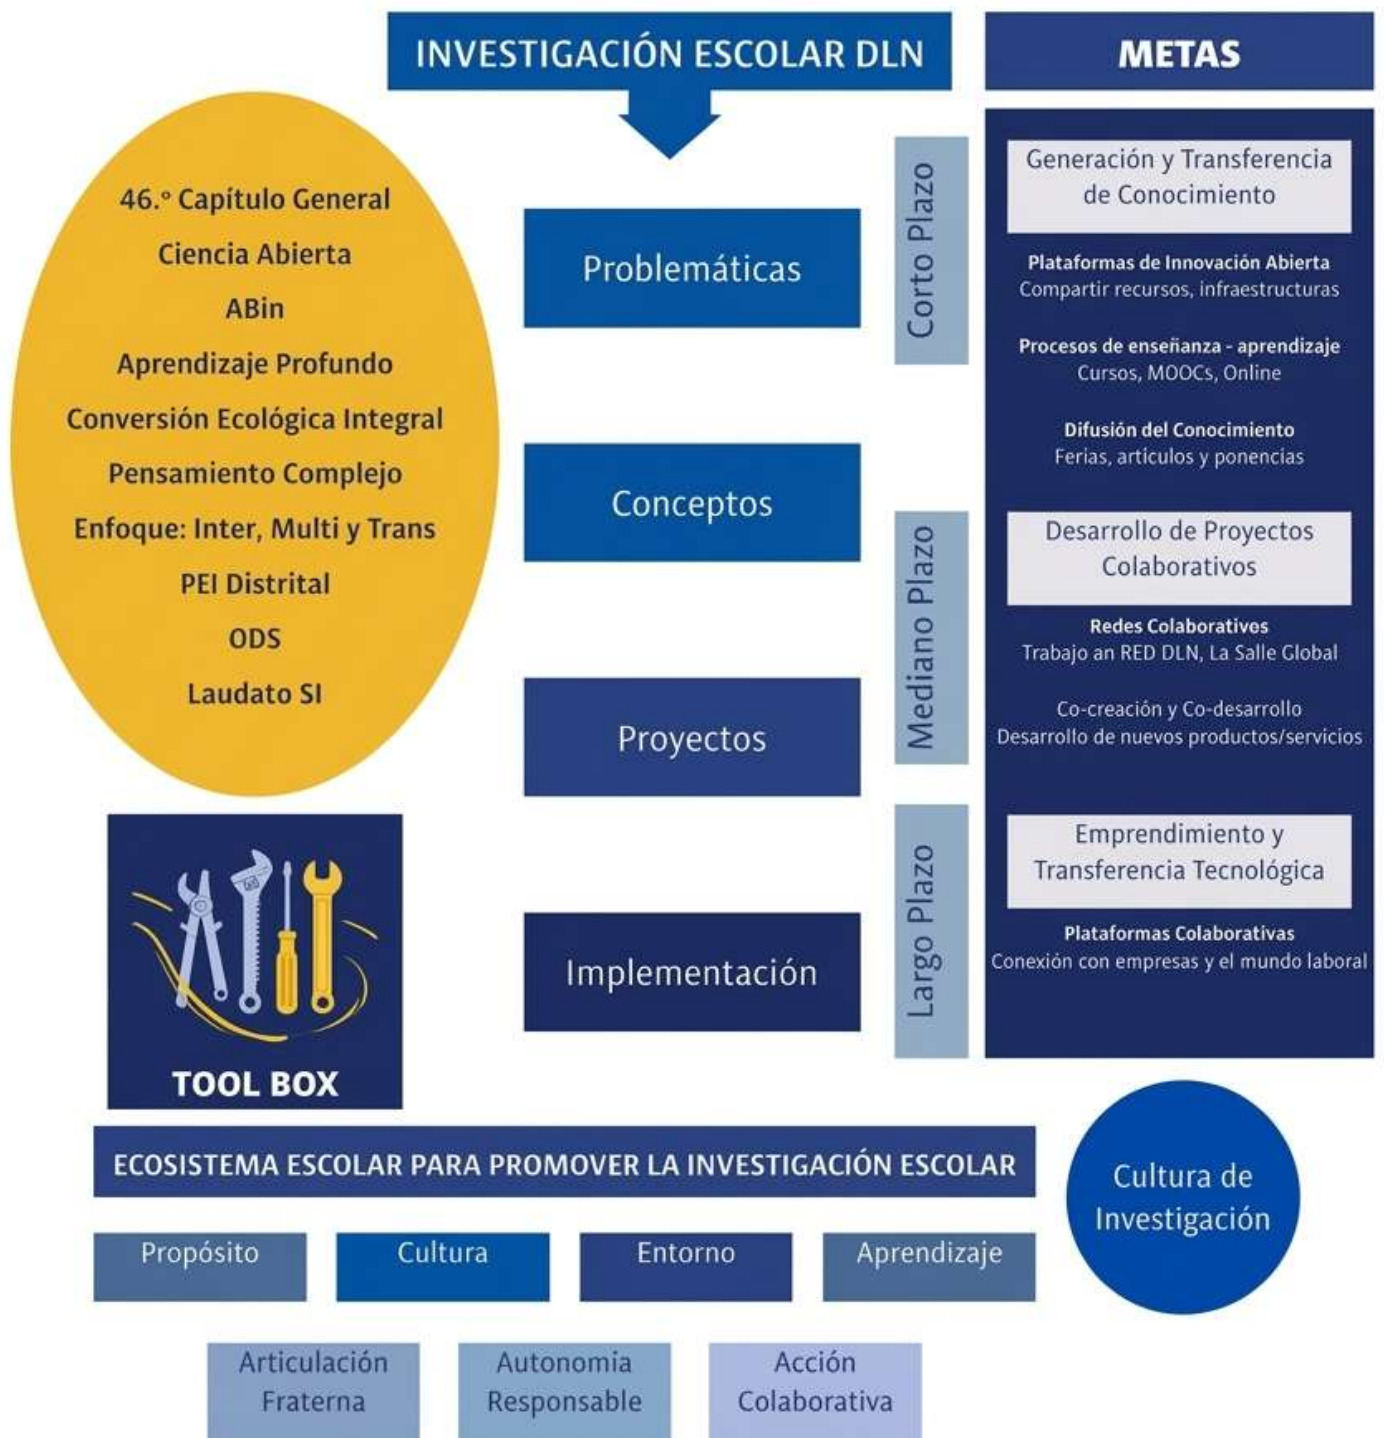 INVESTIGACIÓN ESCOLAR DLN
METAS
46.º Capítulo General
Ciencia Abierta
ABin
Aprendizaje Profundo
Conversión Ecológica Integral
Pensamiento Complejo
Enfoque: Inter, Multi y Trans
PEI Distrital
ODS
Laudato SI
TOOL BOX
Problemáticas
Conceptos
Proyectos
Implementación
Corto Plazo
Mediano Plazo
Largo Plazo
Generación y Transferencia
de Conocimiento
Plataformas de Innovación Abierta
Compartir recursos, infraestructuras
Procesos de enseñanza - aprendizaje
Cursos, MOOCs, Online
Difusión del Conocimiento
Ferias, artículos y ponencias
Desarrollo de Proyectos
Colaborativos
Redes Colaborativos
Trabajo an RED DLN, La Salle Global
Co-creación y Co-desarrollo
Desarrollo de nuevos productos/servicios
Emprendimiento y
Transferencia Tecnológica
Plataformas Colaborativas
Conexión con empresas y el mundo laboral
ECOSISTEMA ESCOLAR PARA PROMOVER LA INVESTIGACIÓN ESCOLAR
Cultura de
Investigación
Propósito
Cultura
Entorno
Aprendizaje
Articulación
Fraterna
Autonomía
Responsable
Acción
Colaborativa